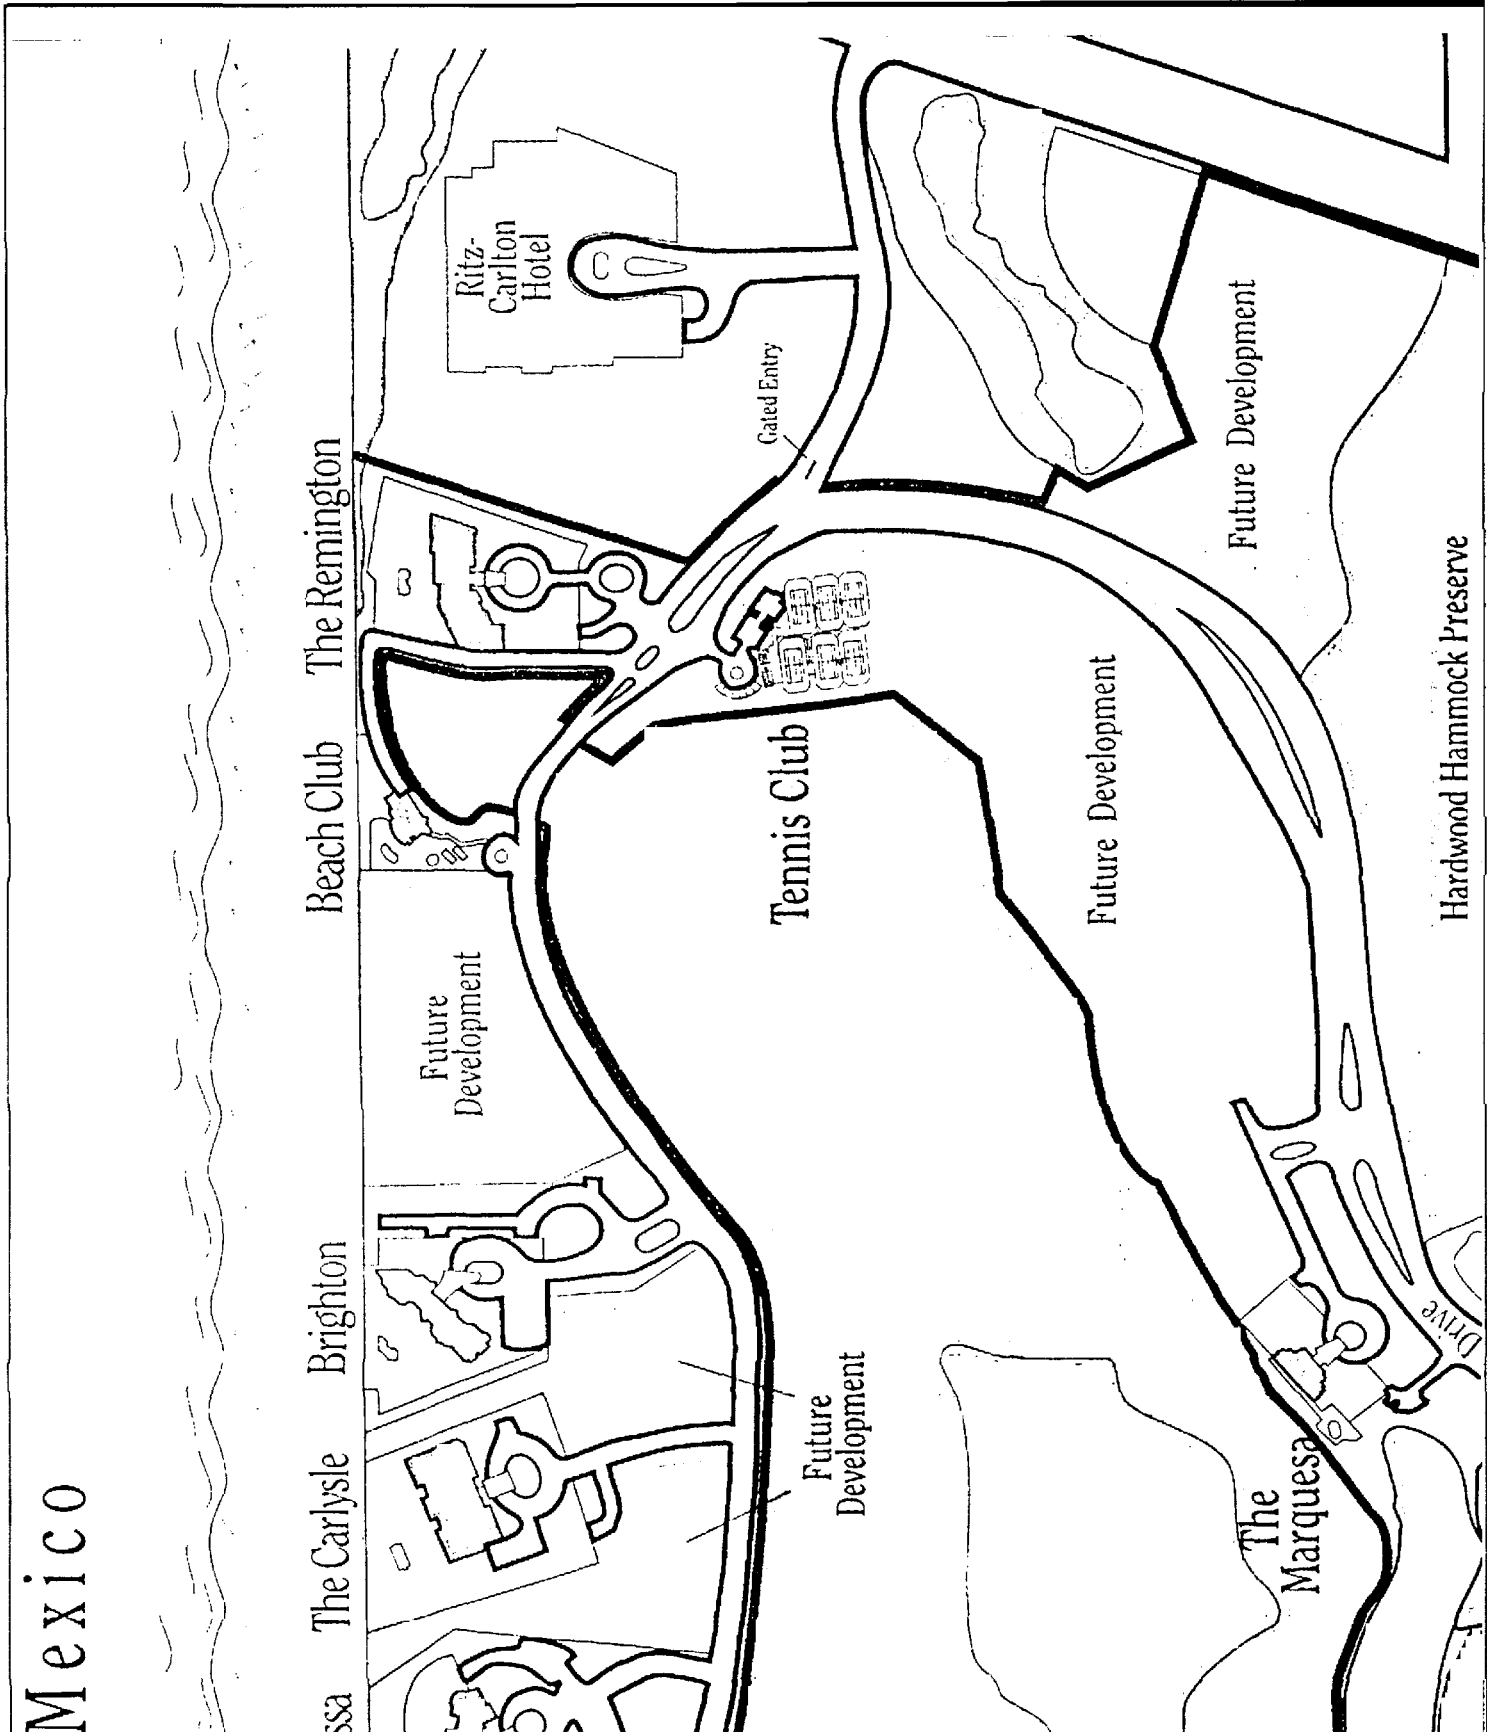 Mexico
ssa
The Carlysle
Brighton
Beach Club
The Remington
Future
Development
Ritz-
Carlton
Hotel
Gated Entry
Tennis Club
Future
Development
Future Development
Future Development
The
Marquesa
Drive
Hardwood Hammock Preserve